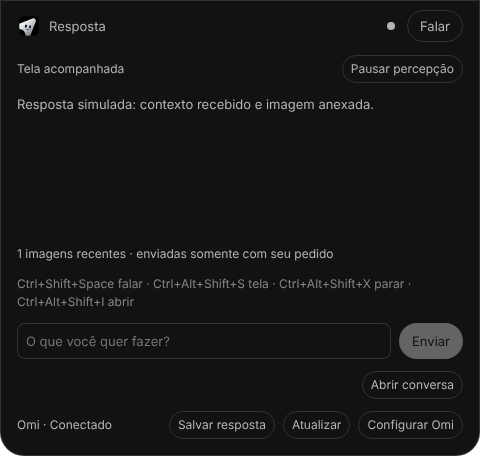 Resposta
Falar
Tela acompanhada
Pausar percepção
Resposta simulada: contexto recebido e imagem anexada.
1 imagens recentes · enviadas somente com seu pedido
Ctrl+Shift+Space falar · Ctrl+Alt+Shift+S tela · Ctrl+Alt+Shift+X parar ·
Ctrl+Alt+Shift+I abrir
O que você quer fazer?
Enviar
Abrir conversa
Omi · Conectado
Salvar resposta
Atualizar
Configurar Omi